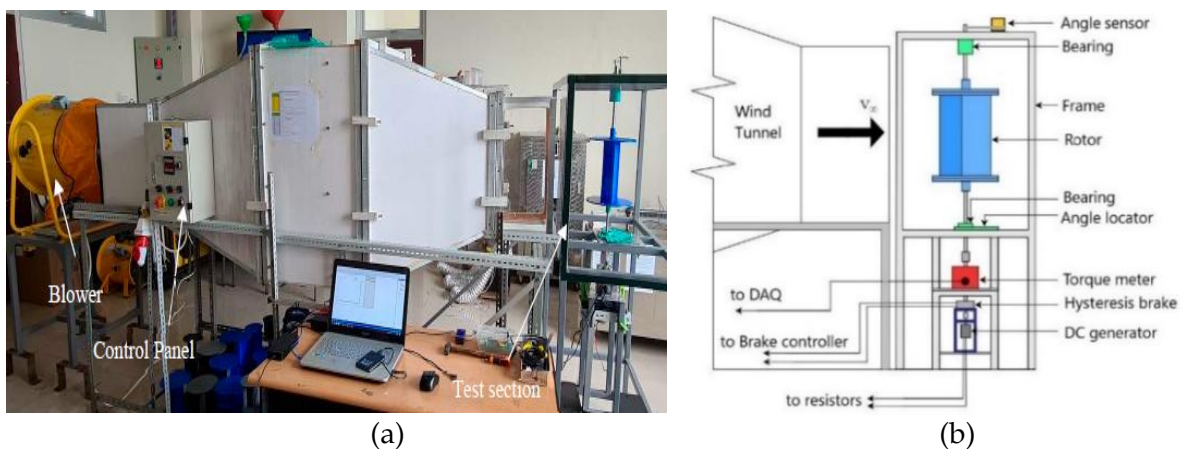 Blower
Control Panel
Test section
(a)
Angle sensor
Bearing
Wind
Tunnel
V∞
Frame
Rotor
Bearing
Angle locator
Torque meter
to DAQ
Hysteresis brake
to Brake controller
DC generator
to resistors
(b)